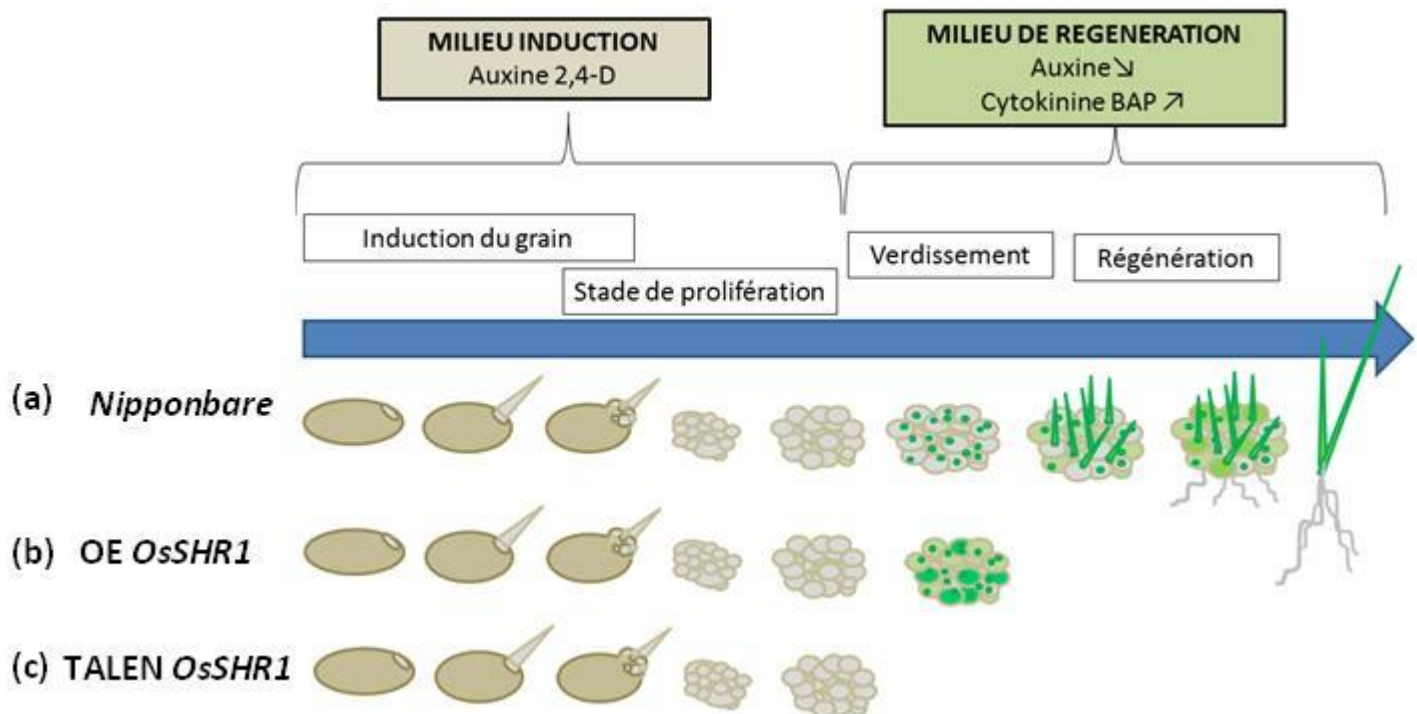 MILIEU INDUCTION
Auxine 2,4-D
MILIEU DE REGENERATION
Auxine ↘
Cytokinine BAP ↗
Induction du grain
Stade de prolifération
Verdissement
Régénération
(a) Nipponbare
(b) OE OsSHR1
(c) TALEN OsSHR1